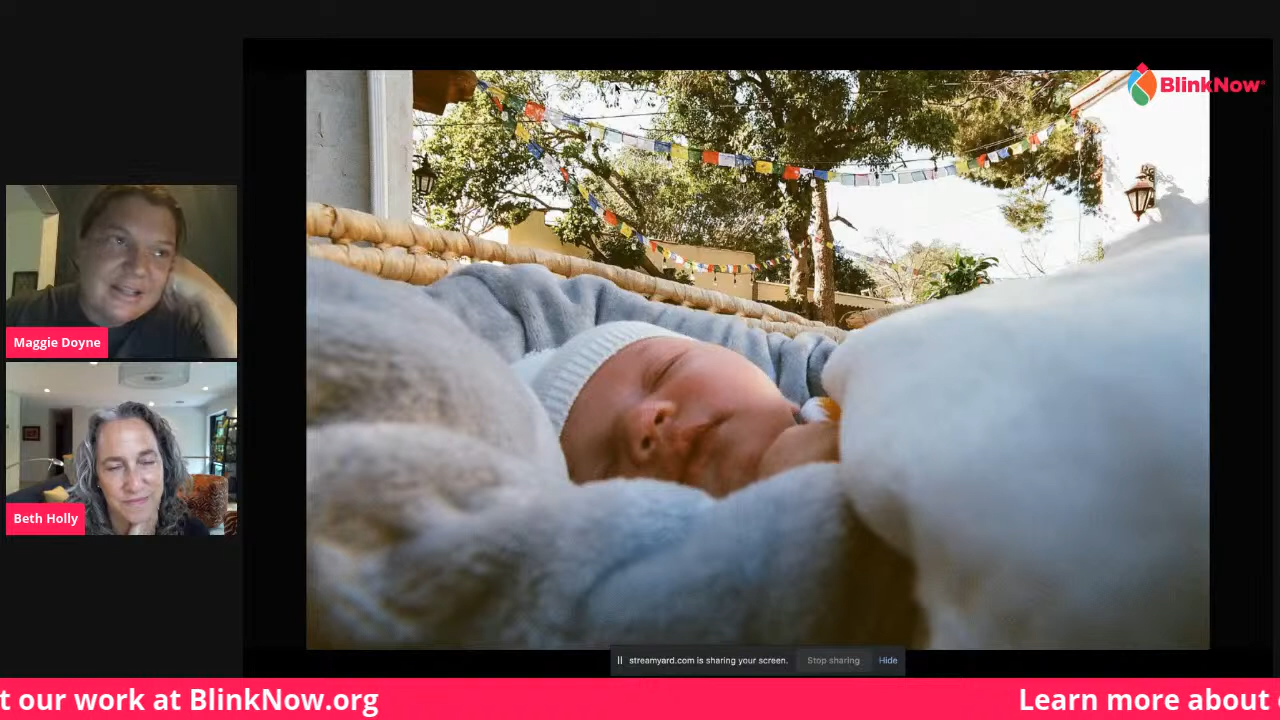 BlinkNow
Maggie Doyne
Beth Holly
streamyard.com is sharing your screen. Stop sharing Hide
t our work at BlinkNow.org Learn more about